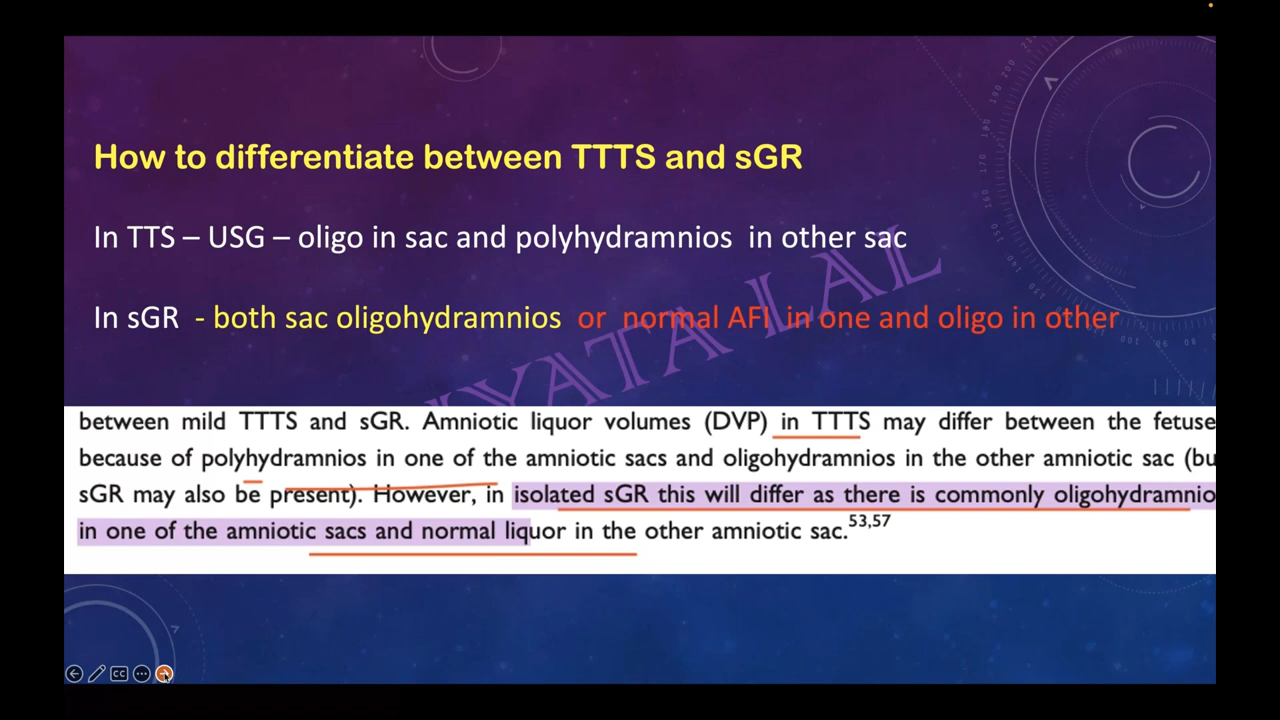 How to differentiate between TTTS and sGR
In TTS – USG – oligo in sac and polyhydramnios in other sac
In sGR - both sac oligohydramnios or normal AFI in one and oligo in other
YATA LAL
between mild TTTS and sGR. Amniotic liquor volumes (DVP) in TTTS may differ between the fetuse
because of polyhydramnios in one of the amniotic sacs and oligohydramnios in the other amniotic sac (bu
sGR may also be present). However, in isolated sGR this will differ as there is commonly oligohydramnio
in one of the amniotic sacs and normal liquor in the other amniotic sac.53,57
CC